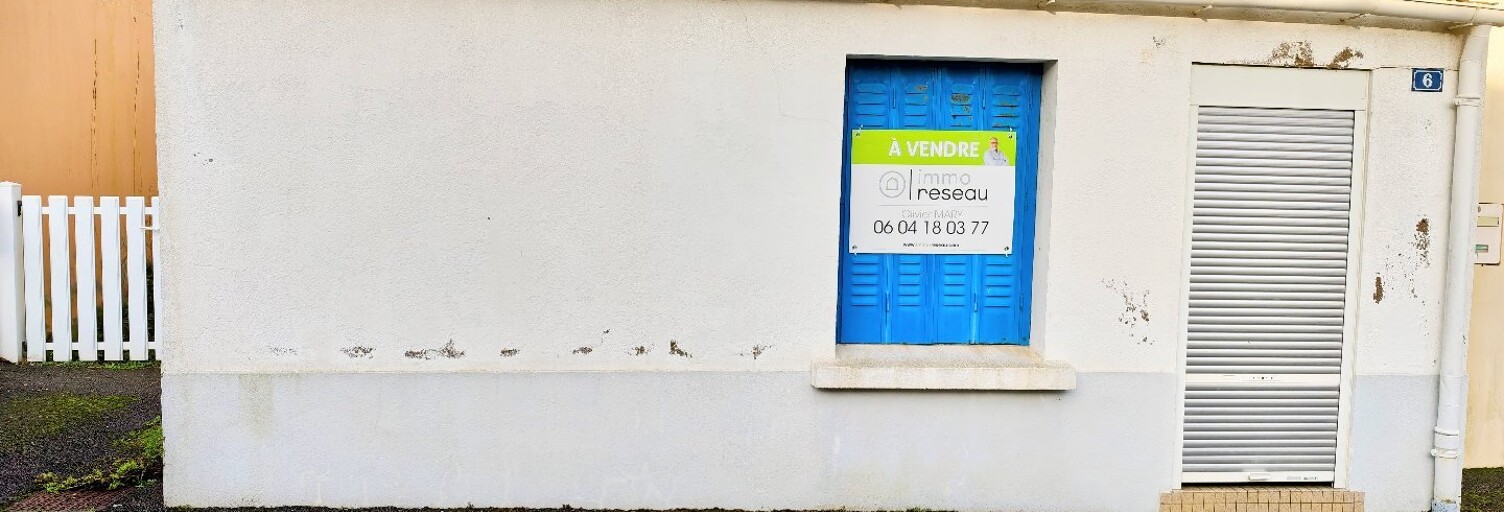 À VENDRE
immo
reseau
Olivier MARY
06 04 18 03 77
6